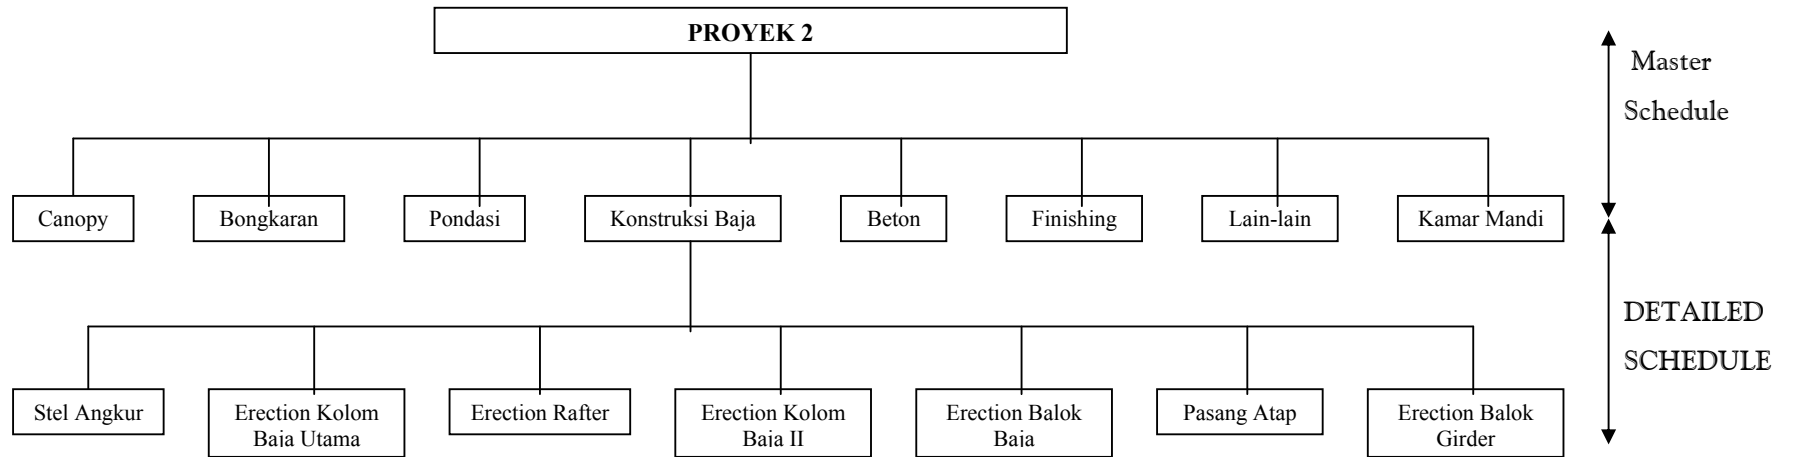 PROYEK 2
Master
Schedule
Canopy
Bongkaran
Pondasi
Konstruksi Baja
Beton
Finishing
Lain-lain
Kamar Mandi
DETAILED
SCHEDULE
Stel Angkur
Erection Kolom
Baja Utama
Erection Rafter
Erection Kolom
Baja II
Erection Balok
Baja
Pasang Atap
Erection Balok
Girder